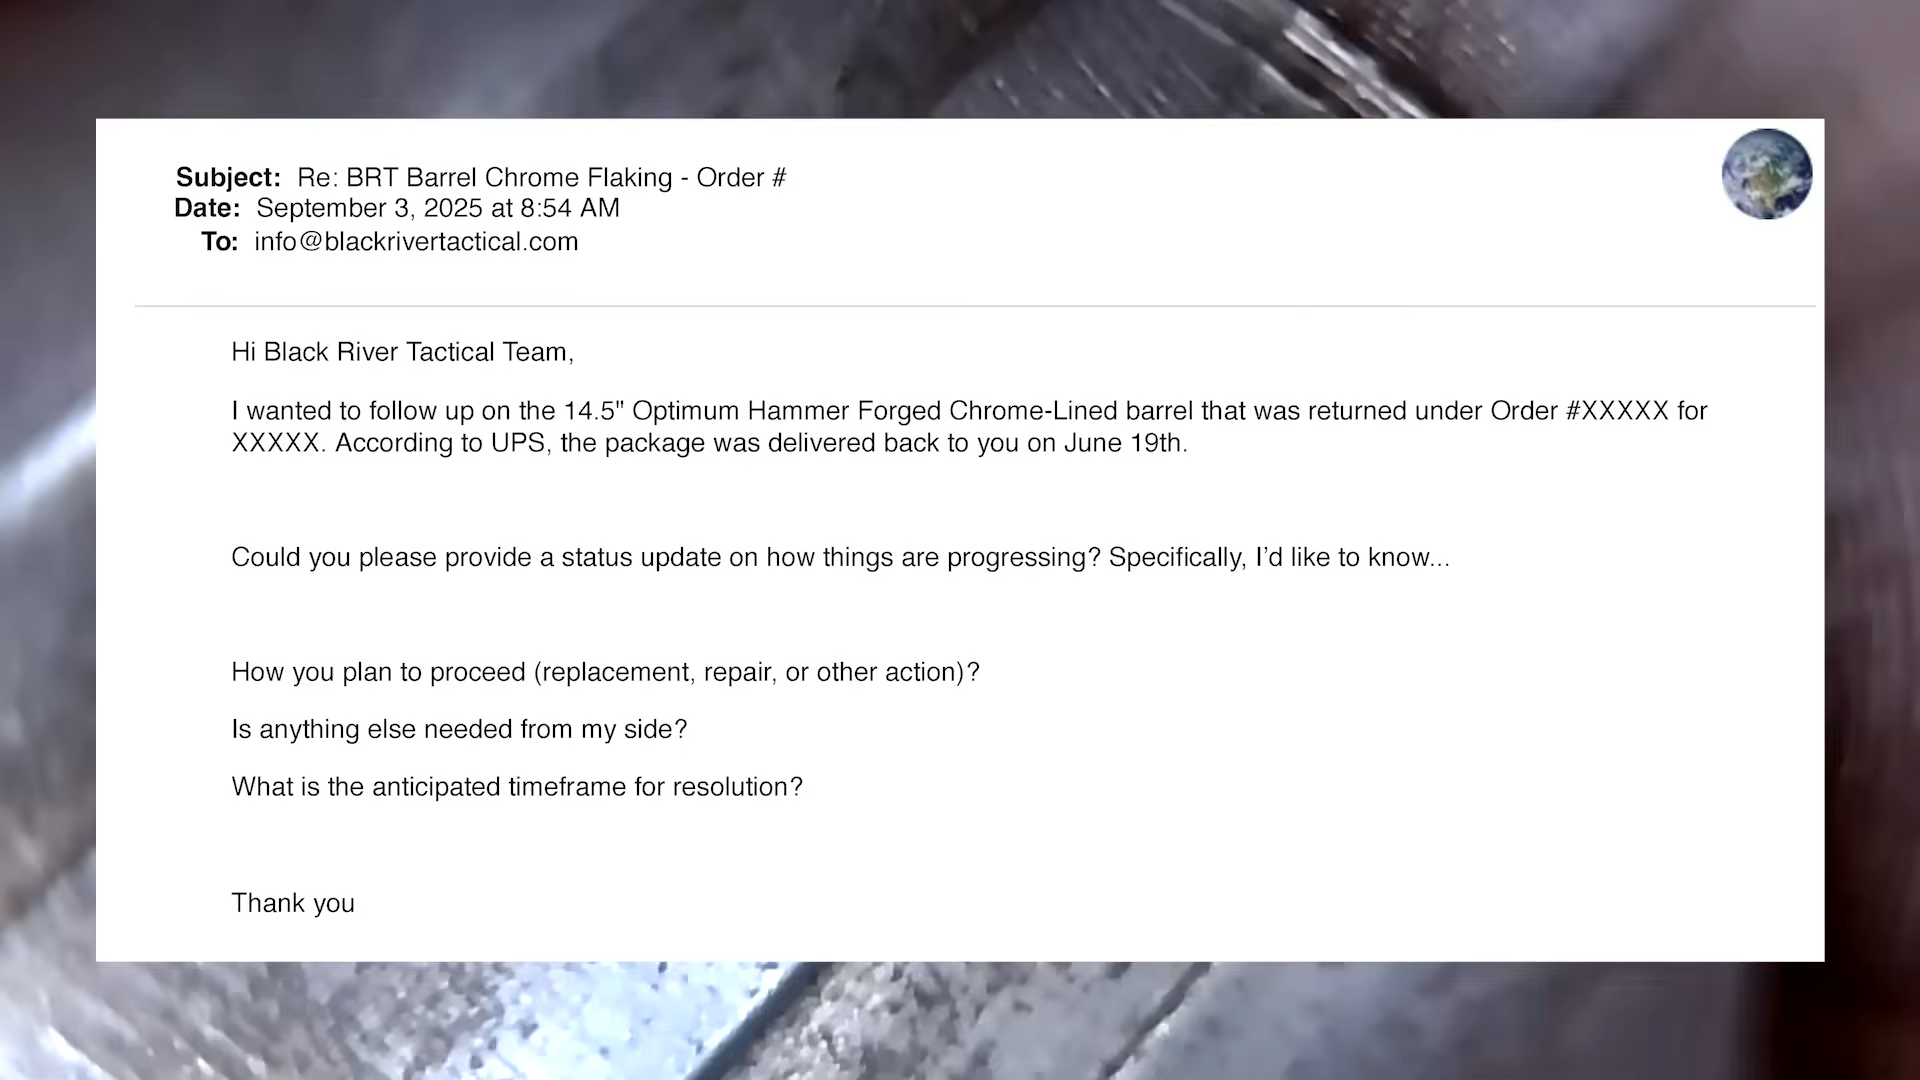 Subject: Re: BRT Barrel Chrome Flaking - Order #
Date: September 3, 2025 at 8:54 AM
To: info@blackrivertactical.com
Hi Black River Tactical Team,
I wanted to follow up on the 14.5" Optimum Hammer Forged Chrome-Lined barrel that was returned under Order #XXXXX for
XXXXX. According to UPS, the package was delivered back to you on June 19th.
Could you please provide a status update on how things are progressing? Specifically, I’d like to know...
How you plan to proceed (replacement, repair, or other action)?
Is anything else needed from my side?
What is the anticipated timeframe for resolution?
Thank you